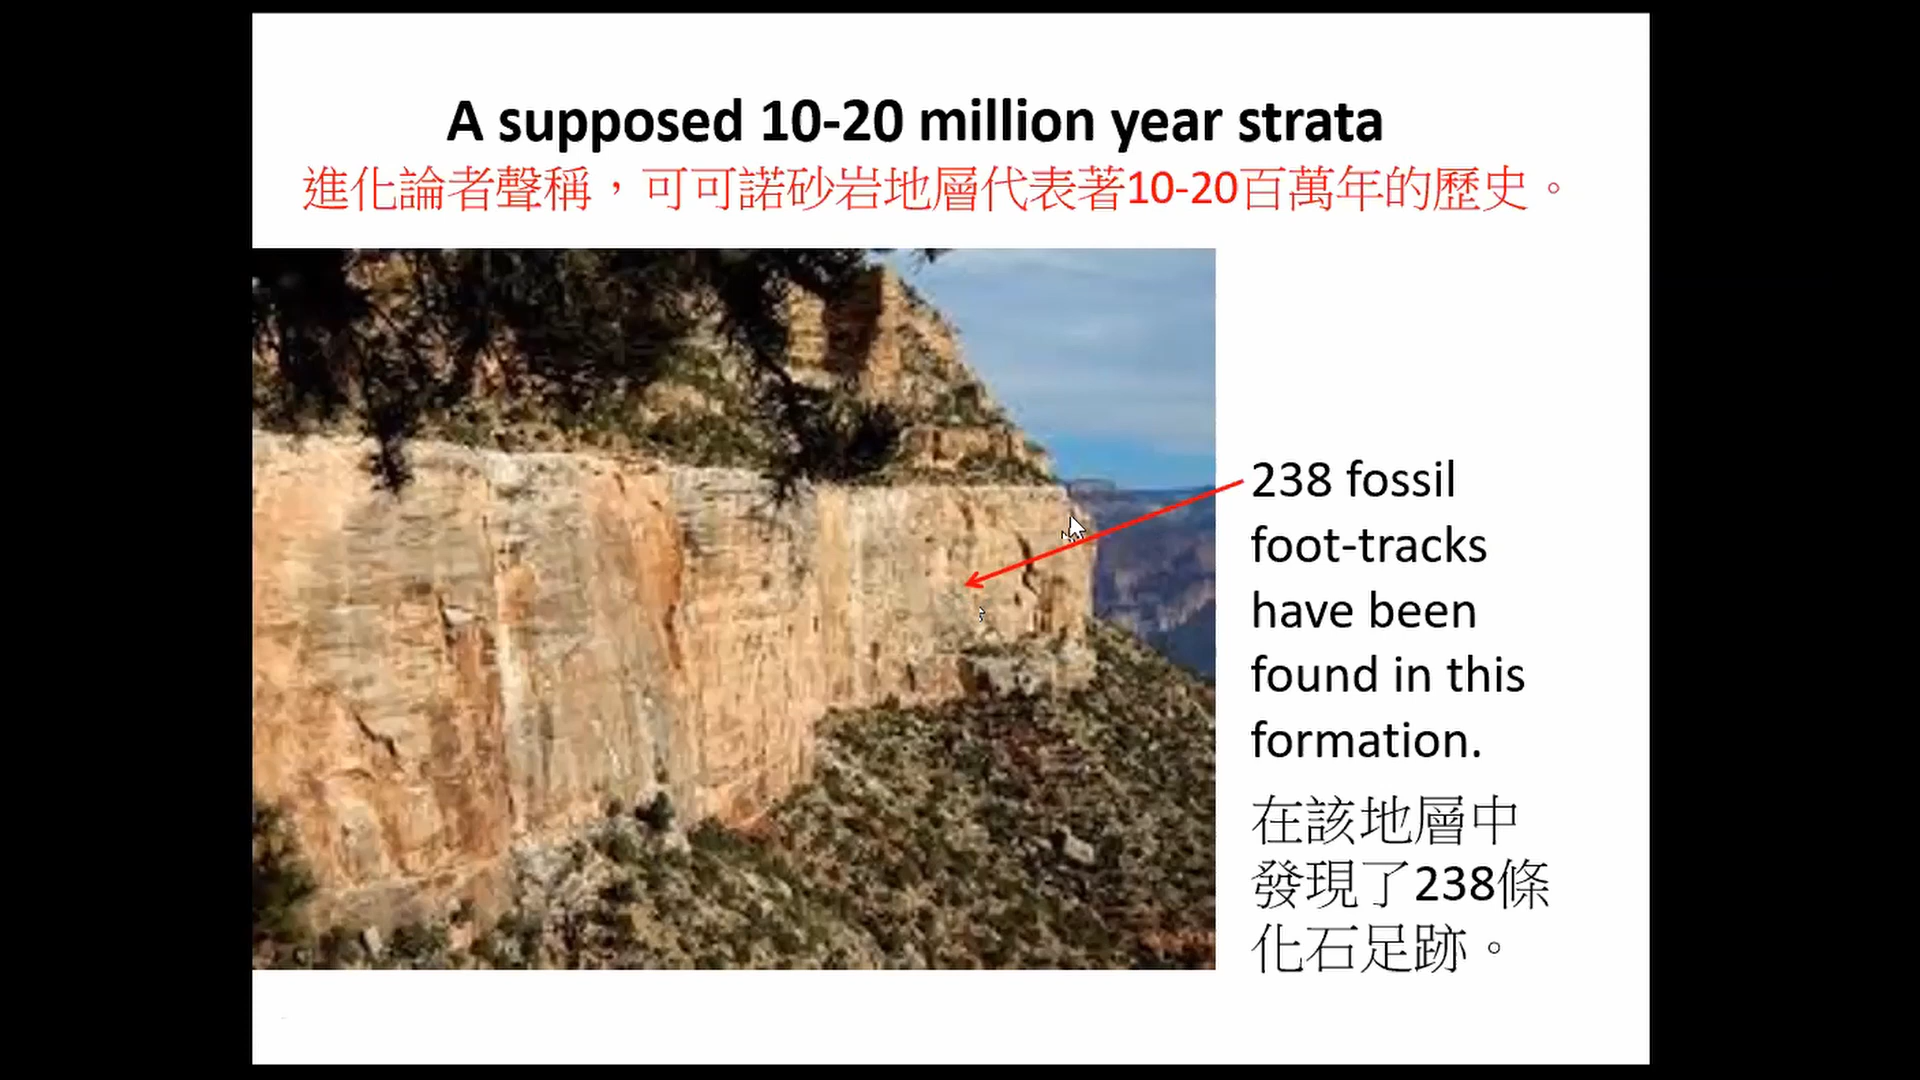 A supposed 10-20 million year strata
進化論者聲稱，可可諾砂岩地層代表著10-20百萬年的歷史。
238 fossil
foot-tracks
have been
found in this
formation.
在該地層中
發現了238條
化石足跡。